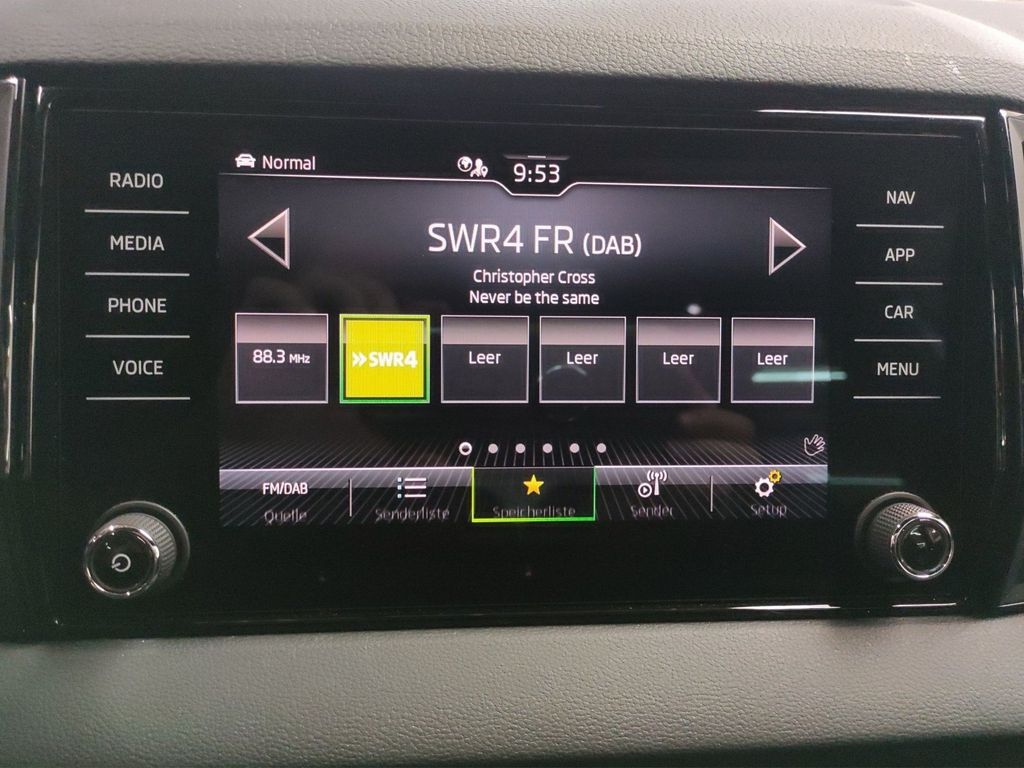 Normal
9:53
RADIO
MEDIA
PHONE
VOICE
SWR4 FR (DAB)
Christopher Cross
Never be the same
88.3 MHz
SWR4
Leer
Leer
Leer
Leer
NAV
APP
CAR
MENU
FM/DAB
Quelle
Senderliste
Speicherliste
Sender
Setup